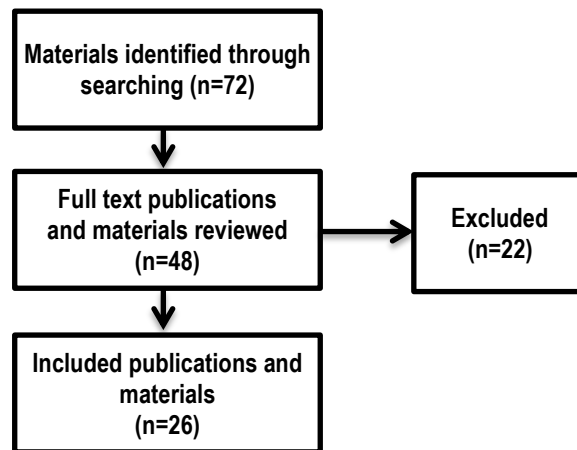 Materials identified through
searching (n=72)
Full text publications
and materials reviewed
(n=48)
Excluded
(n=22)
Included publications and
materials
(n=26)